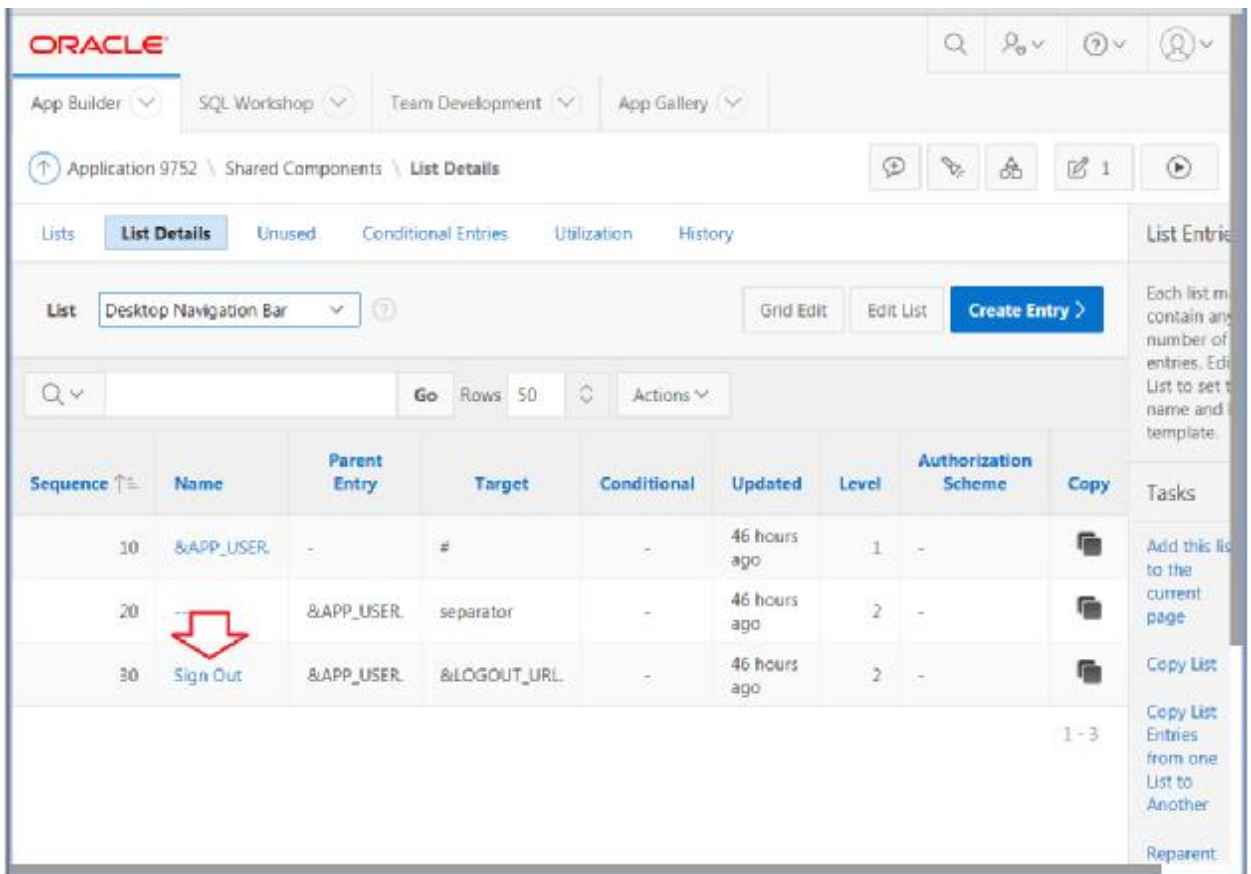 ORACLE
App Builder SQL Workshop Team Development App Gallery
Application 9752 \ Shared Components \ List Details
1
Lists List Details Unused Conditional Entries Utilization History
List Desktop Navigation Bar
Grid Edit Edit List Create Entry >
Go Rows 50 Actions
Sequence Name Parent Entry Target Conditional Updated Level Authorization Scheme Copy
10 &APP_USER. - # - 46 hours ago 1 -
20 --- &APP_USER. separator - 46 hours ago 2 -
30 Sign Out &APP_USER. &LOGOUT_URL. - 46 hours ago 2 -
1 - 3
List Entrie
Each list m
contain any
number of
entries. Edi
List to set t
name and
template.
Tasks
Add this lis
to the
current
page
Copy List
Copy List
Entries
from one
List to
Another
Reparent